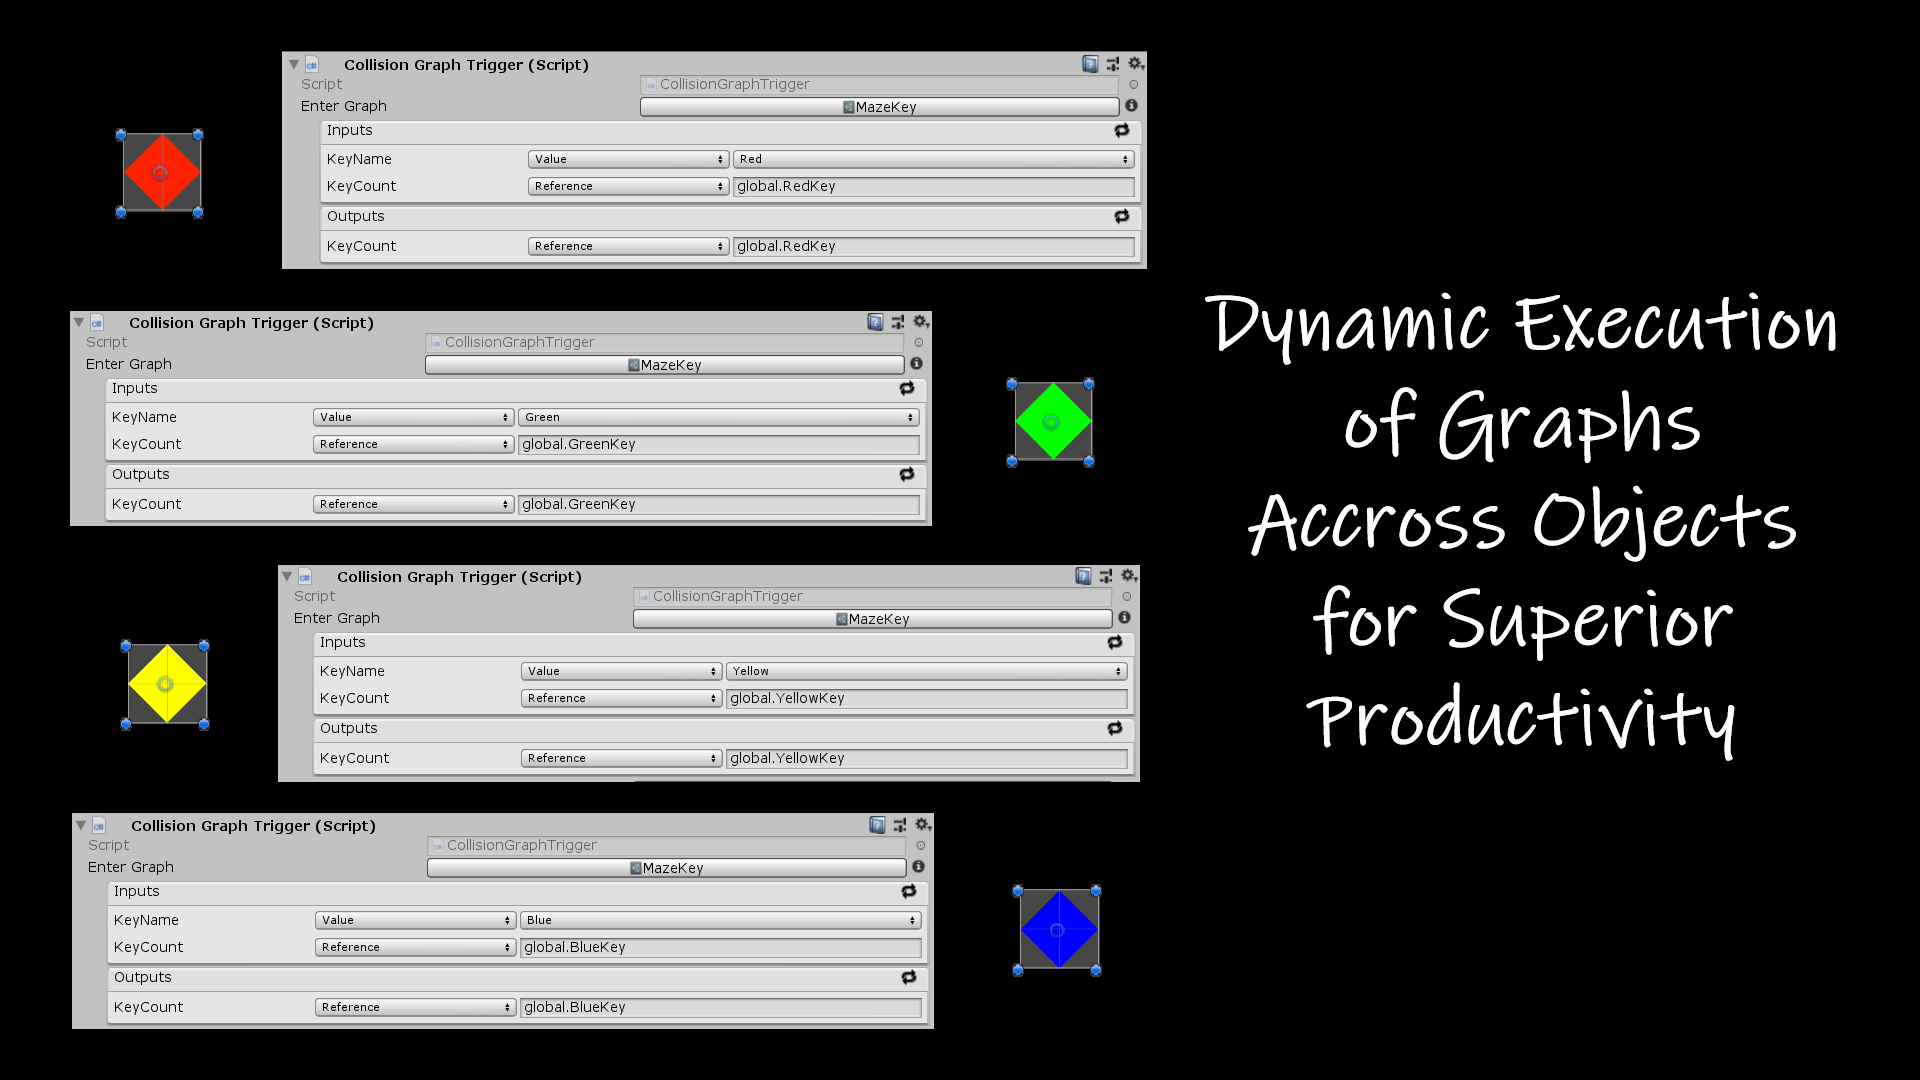 Collision Graph Trigger (Script)
Script CollisionGraphTrigger
Enter Graph MazeKey
Inputs
KeyName Value Red
KeyCount Reference global.RedKey
Outputs
KeyCount Reference global.RedKey
Collision Graph Trigger (Script)
Script CollisionGraphTrigger
Enter Graph MazeKey
Inputs
KeyName Value Green
KeyCount Reference global.GreenKey
Outputs
KeyCount Reference global.GreenKey
Collision Graph Trigger (Script)
Script CollisionGraphTrigger
Enter Graph MazeKey
Inputs
KeyName Value Yellow
KeyCount Reference global.YellowKey
Outputs
KeyCount Reference global.YellowKey
Collision Graph Trigger (Script)
Script CollisionGraphTrigger
Enter Graph MazeKey
Inputs
KeyName Value Blue
KeyCount Reference global.BlueKey
Outputs
KeyCount Reference global.BlueKey
Dynamic Execution
of Graphs
Accross Objects
for Superior
Productivity